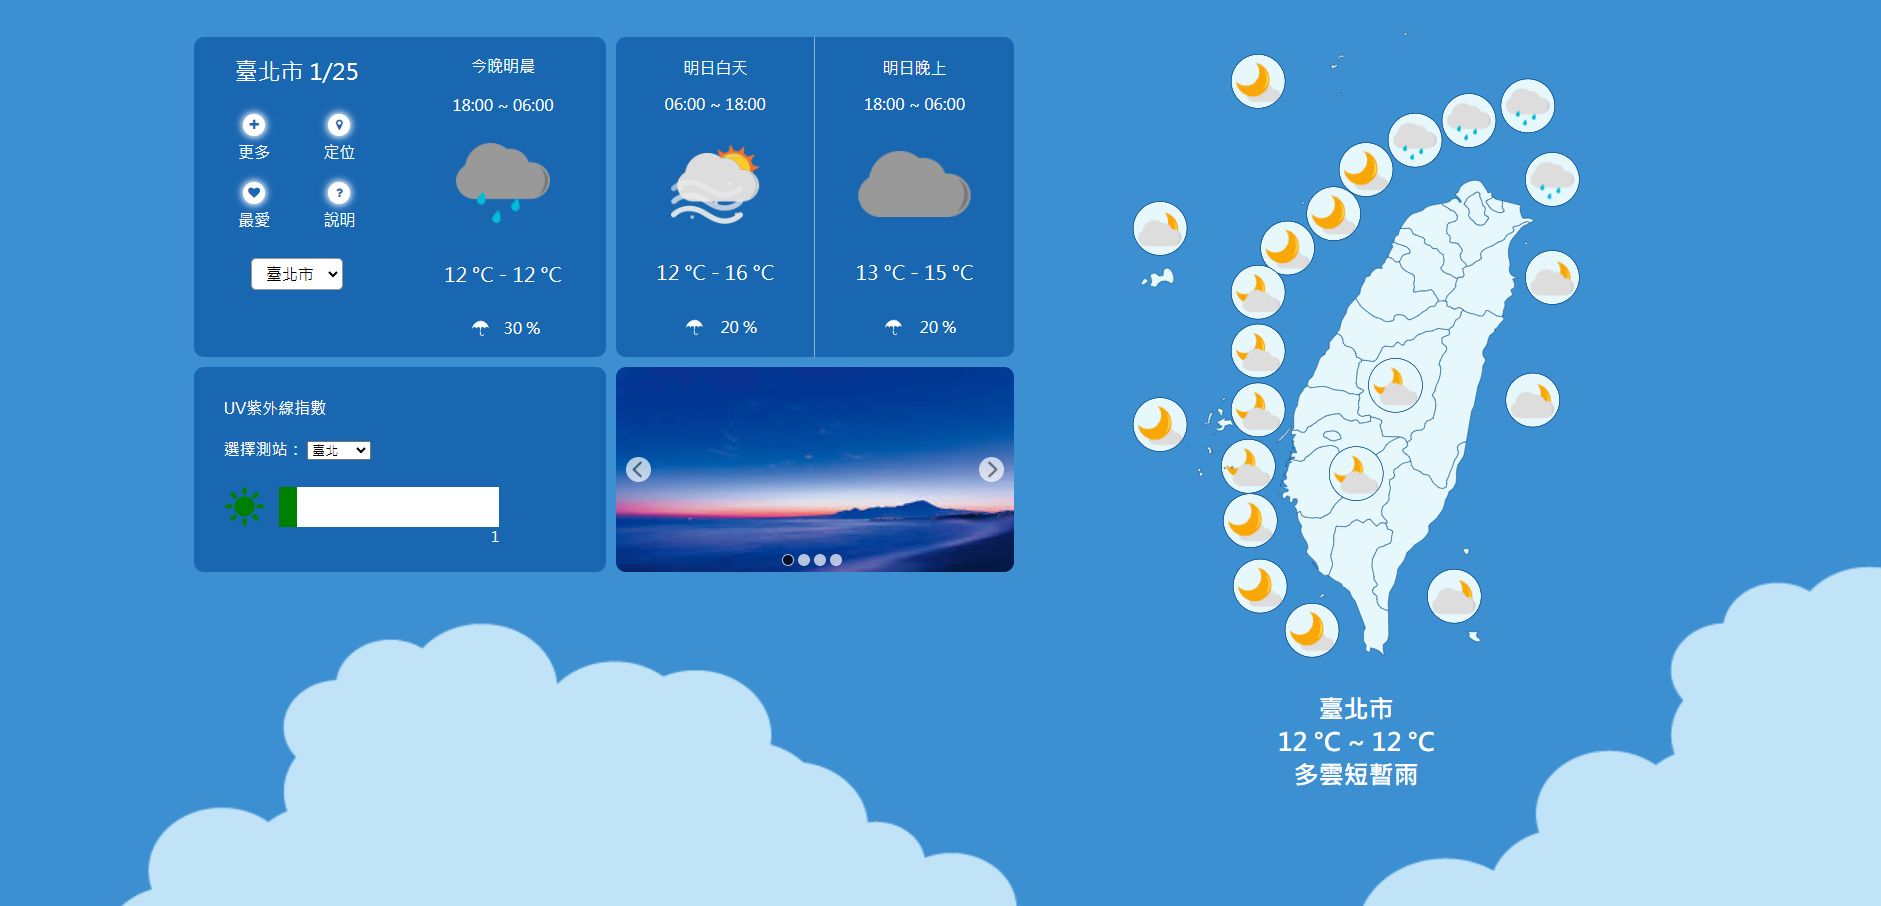 臺北市 1/25
更多
定位
最愛
說明
臺北市
今晚明晨
18:00 ~ 06:00
12 °C - 12 °C
30 %
明日白天
06:00 ~ 18:00
12 °C - 16 °C
20 %
明日晚上
18:00 ~ 06:00
13 °C - 15 °C
20 %
UV紫外線指數
選擇測站：臺北
1
臺北市
12 °C ~ 12 °C
多雲短暫雨